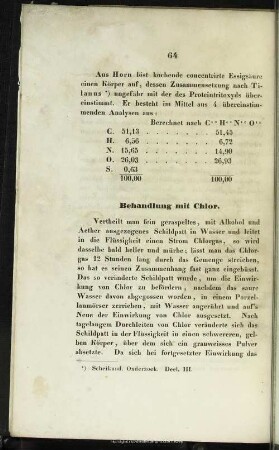 64
Aus Horn löst kochende concentrirte Essigsäure
einen Körper auf, dessen Zusammensetzung nach Ti-
lanus ¹) ungefähr mit der des Proteintritoxyds über-
einstimmt. Er besteht im Mittel aus 4 übereinstim-
menden Analysen aus:
Berechnet nach C H N O
C. 51,13 . . . . . . . . 51,45
H. 6,56 . . . . . . . . 6,72
N. 15,65 . . . . . . . . 14,90
O. 26,03 . . . . . . . . 26,93
S. 0,63
100,00 100,00
Behandlung mit Chlor.
Vertheilt man fein geraspeltes, mit Alkohol und
Aether ausgezogenes Schildpatt in Wasser und leitet
in die Flüssigkeit einen Strom Chlorgas, so wird
dasselbe bald heller und mürbe; lässt man das Chlor-
gas 12 Stunden lang durch das Gemenge streichen,
so hat es seinen Zusammenhang fast ganz eingebüsst.
Das so veränderte Schildpatt wurde, um die Einwir-
kung von Chlor zu befördern, nachdem das saure
Wasser davon abgegossen worden, in einem Porzel-
lanmörser zerrieben, mit Wasser angerührt und auf's
Neue der Einwirkung von Chlor ausgesetzt. Nach
tagelangem Durchleiten von Chlor veränderte sich das
Schildpatt in der Flüssigkeit in einen schwereren, gel-
ben Körper, über dem sich ein grauweisses Pulver
absetzte. Da sich bei fortgesetzter Einwirkung das
¹) Scheikund. Onderzoek. Deel. III.